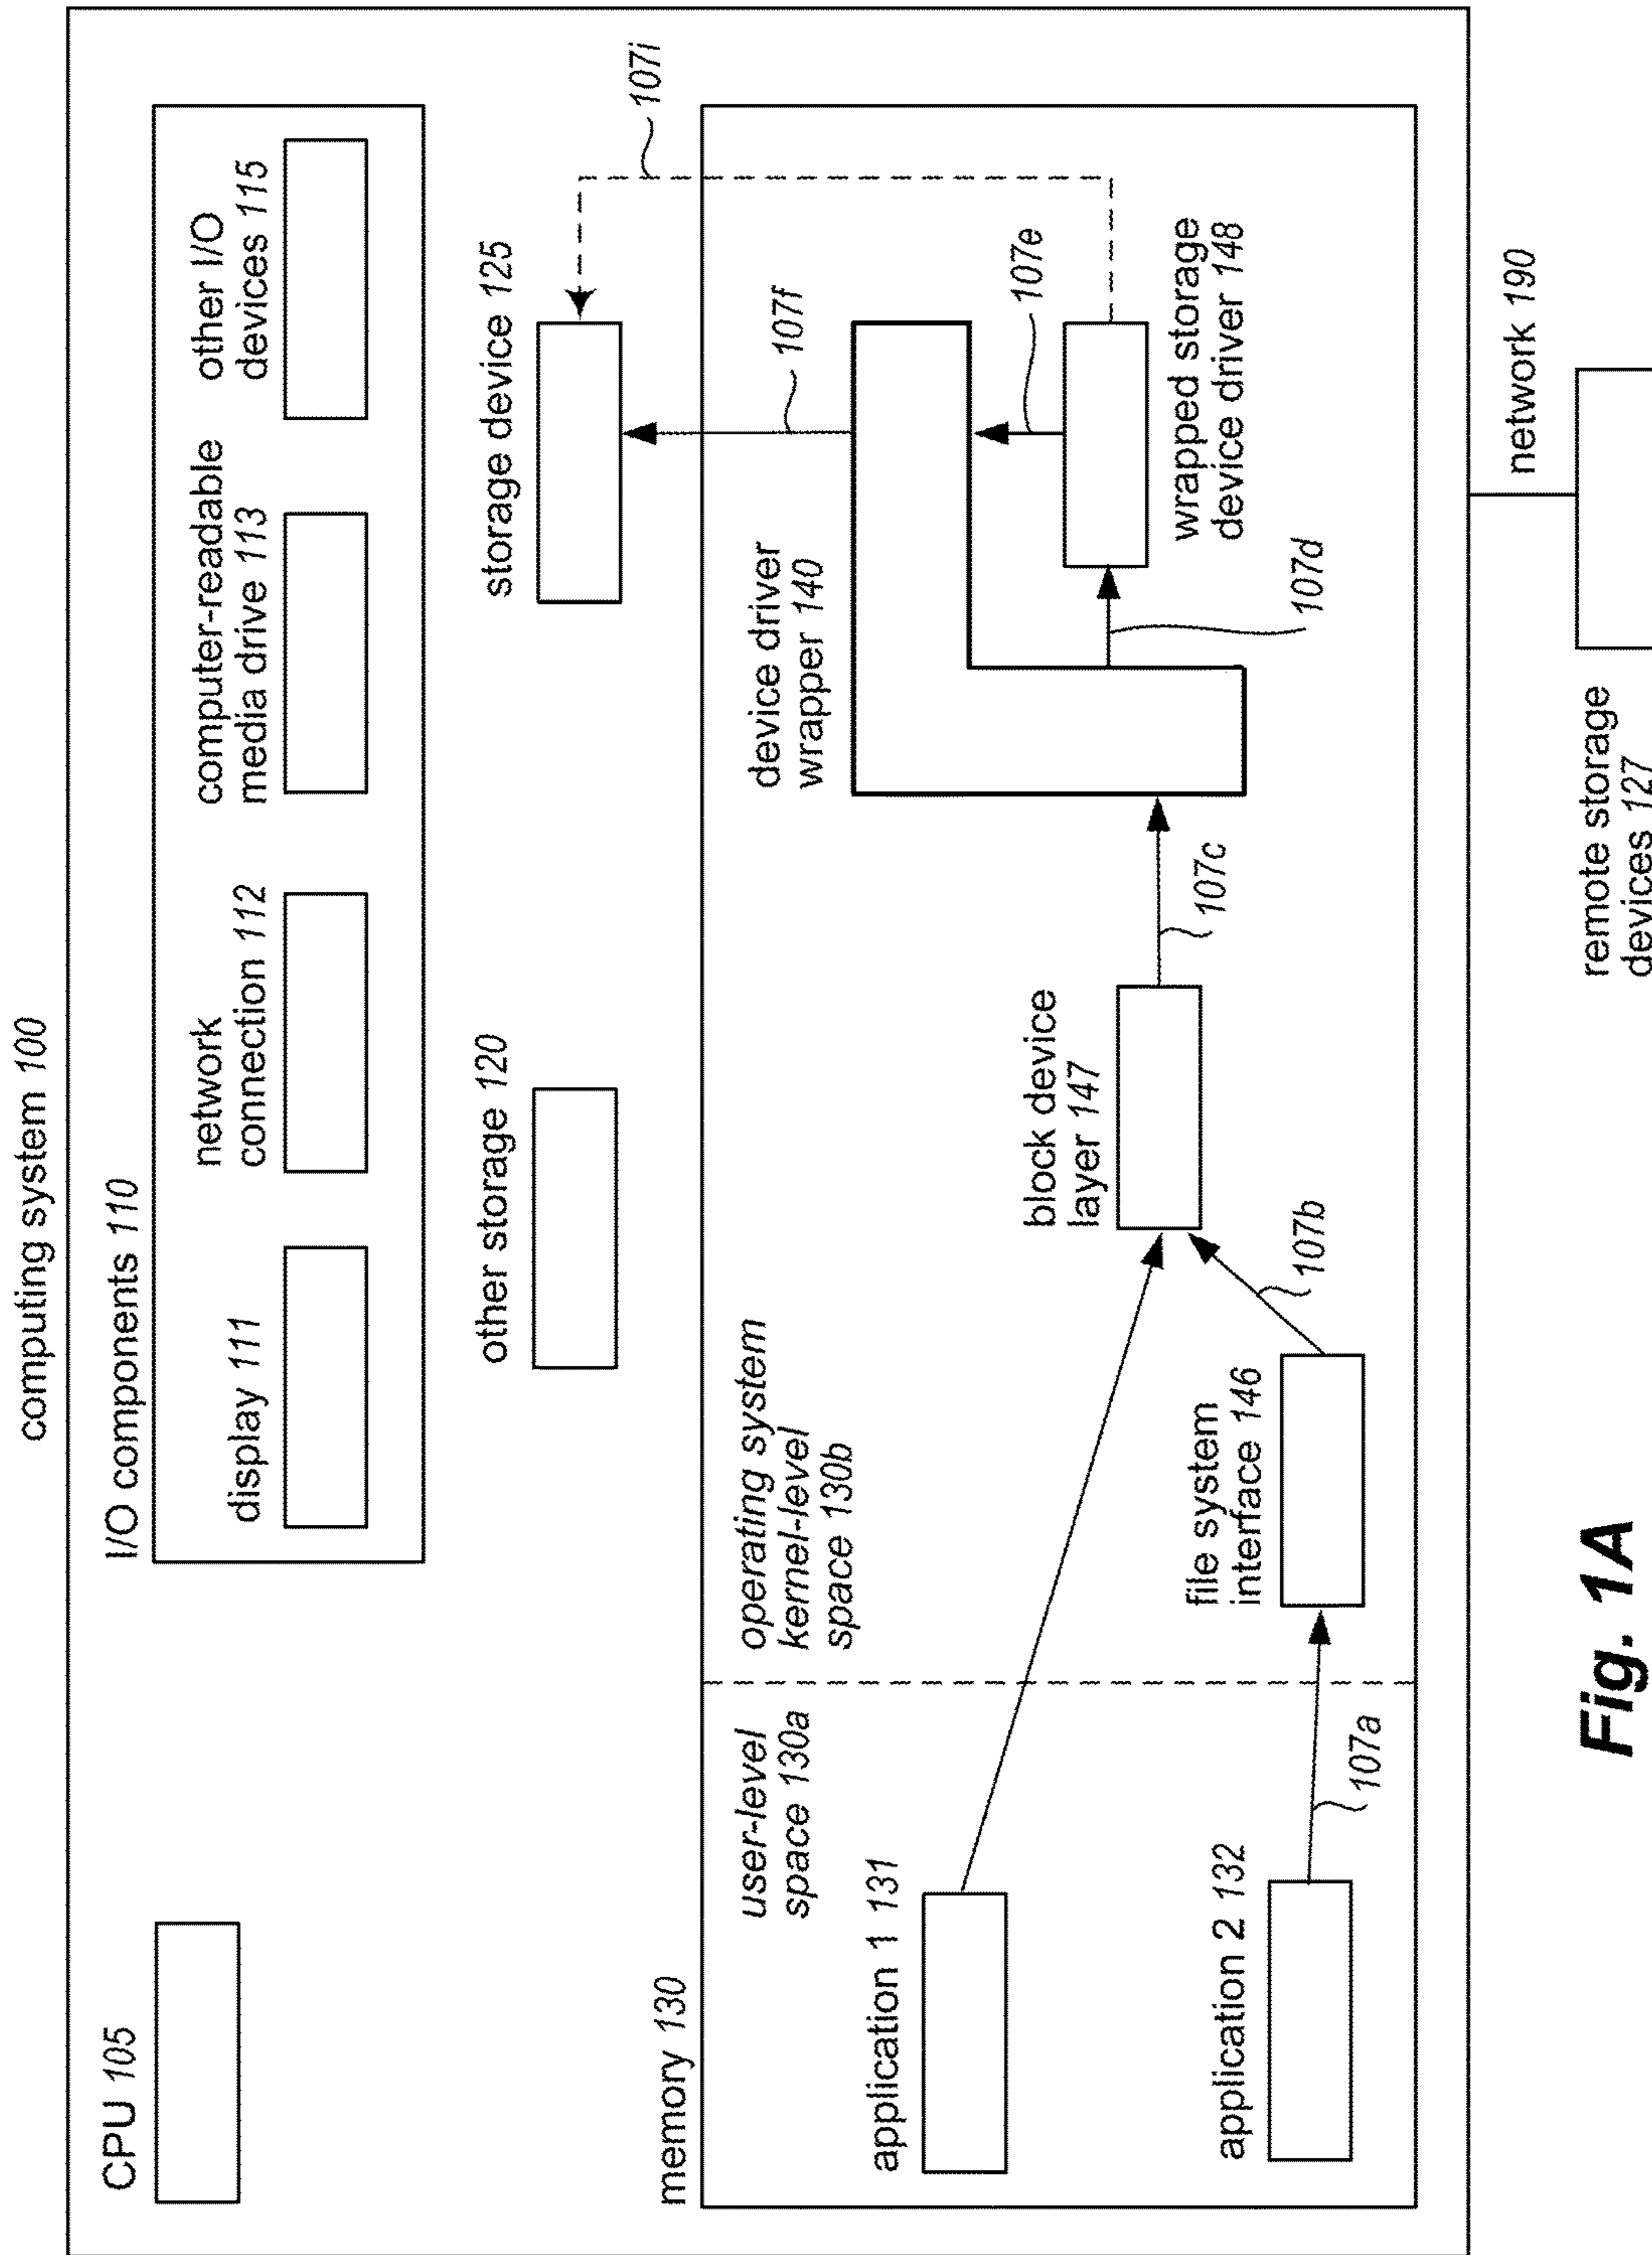 computing system 100
CPU 105
I/O components 110
display 111
network
connection 112
computer-readable
media drive 113
other I/O
devices 115
other storage 120
storage device 125
107i
memory 130
user-level
space 130a
operating system
kernel-level
space 130b
device driver
wrapper 140
107f
application 1 131
block device
layer 147
107c
107e
107d
wrapped storage
device driver 148
application 2 132
107a
file system
interface 146
107b
network 190
remote storage
devices 127
Fig. 1A